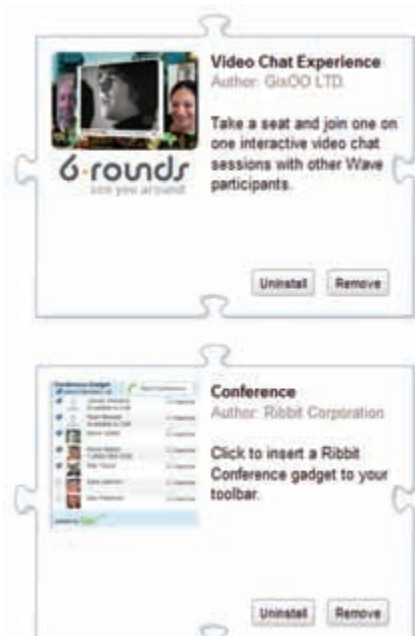 Video Chat Experience
Author: GixOO LTD.
Take a seat and join one on
one interactive video chat
sessions with other Wave
participants.
6 rounds
see you around
Uninstall Remove
Conference
Author: Ribbit Corporation
Click to insert a Ribbit
Conference gadget to your
toolbar.
Conference Gadget
Uninstall Remove